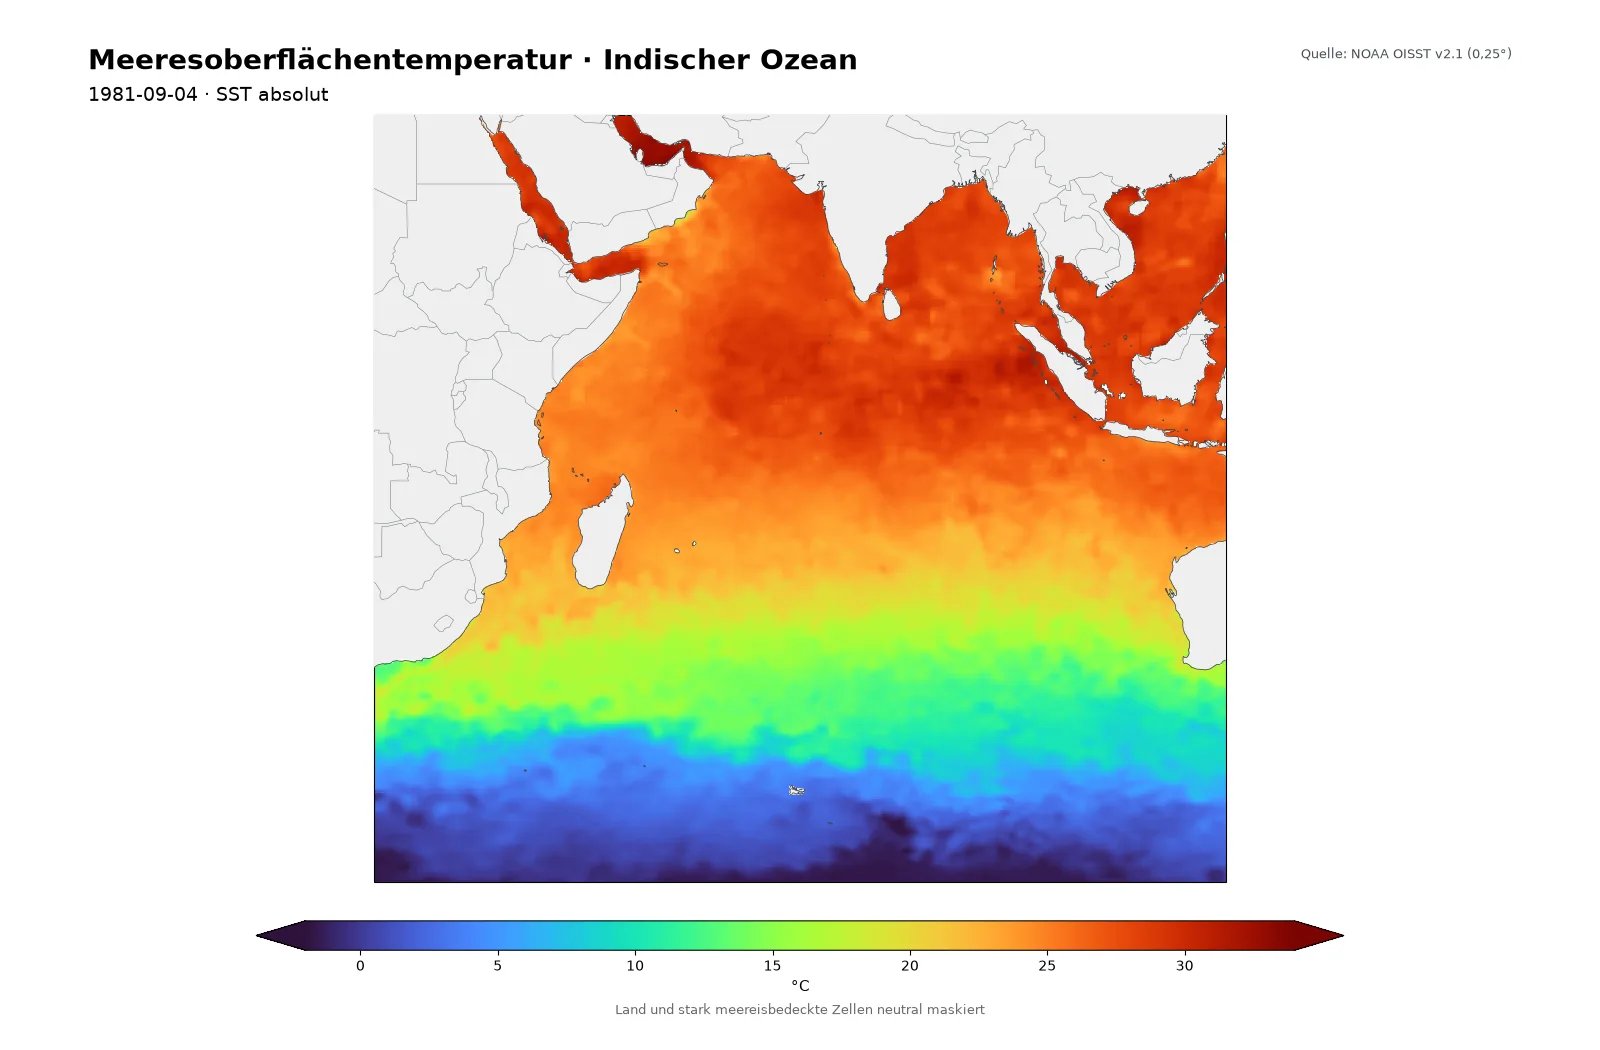 Meeresoberflächentemperatur · Indischer Ozean
Quelle: NOAA OISST v2.1 (0,25°)
1981-09-04 · SST absolut
0 5 10 15 20 25 30
°C
Land und stark meereisbedeckte Zellen neutral maskiert